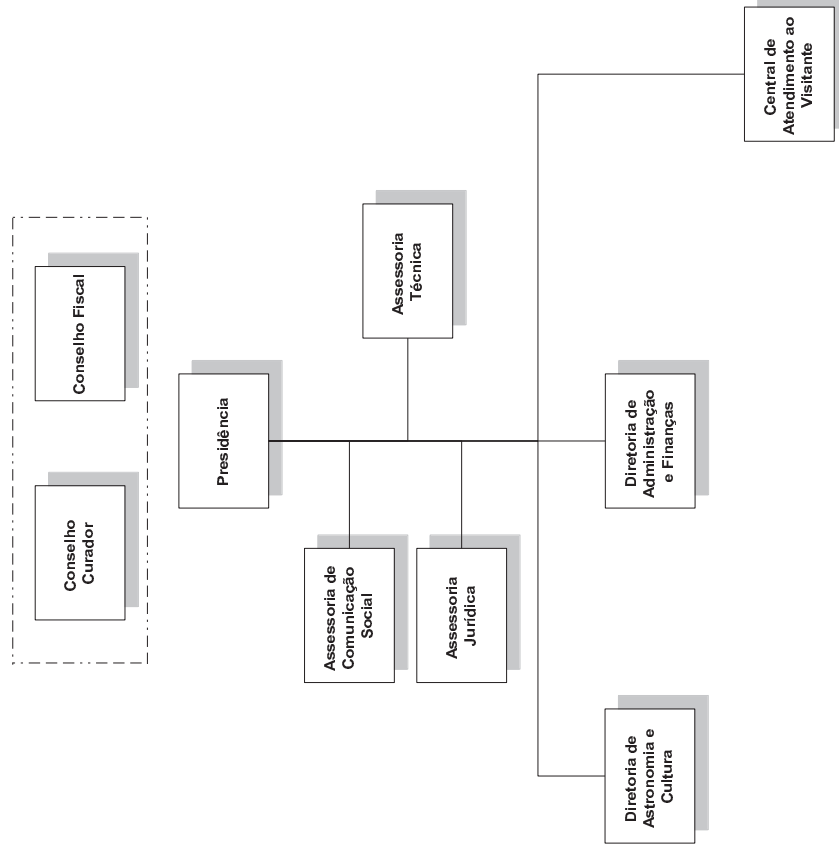 Conselho
Curador
Conselho Fiscal
Presidência
Assessoria de
Comunicação
Social
Assessoria
Técnica
Assessoria
Jurídica
Diretoria de
Astronomia e
Cultura
Diretoria de
Administração
e Finanças
Central de
Atendimento ao
Visitante